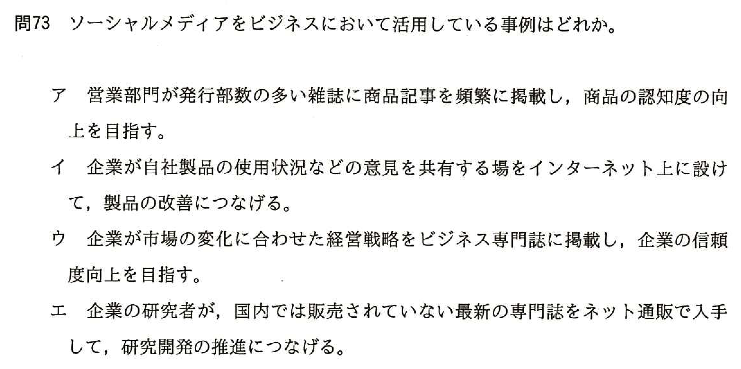 問73 ソーシャルメディアをビジネスにおいて活用している事例はどれか。
ア 営業部門が発行部数の多い雑誌に商品記事を頻繁に掲載し，商品の認知度の向
上を目指す。
イ 企業が自社製品の使用状況などの意見を共有する場をインターネット上に設け
て，製品の改善につなげる。
ウ 企業が市場の変化に合わせた経営戦略をビジネス専門誌に掲載し，企業の信頼
度向上を目指す。
エ 企業の研究者が，国内では販売されていない最新の専門誌をネット通販で入手
して，研究開発の推進につなげる。